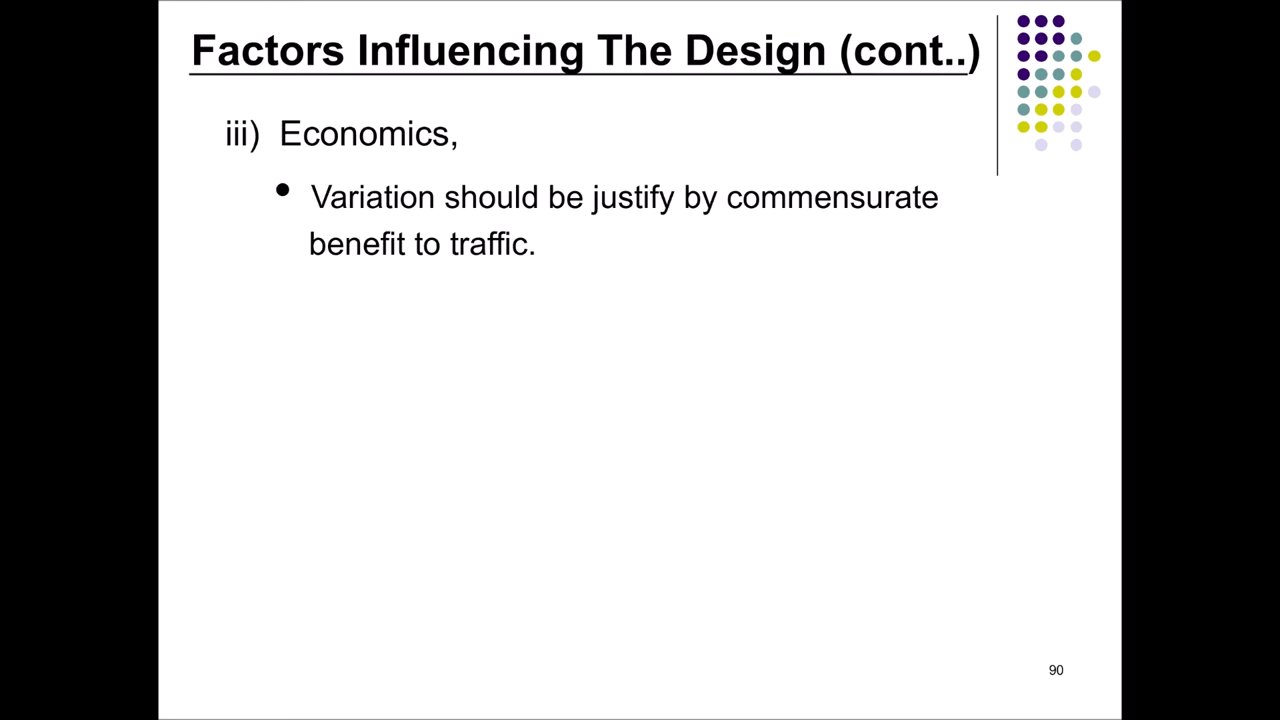 Factors Influencing The Design (cont..)
iii) Economics,
• Variation should be justify by commensurate
benefit to traffic.
90